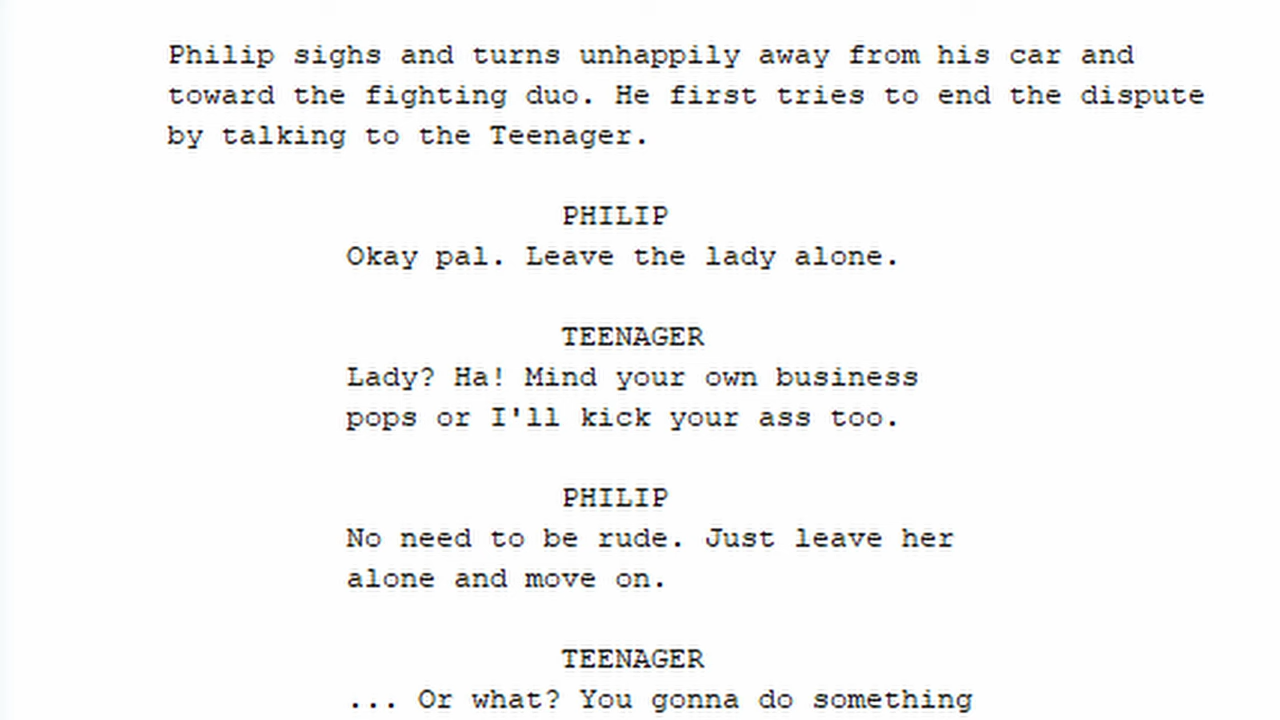 Philip sighs and turns unhappily away from his car and
toward the fighting duo. He first tries to end the dispute
by talking to the Teenager.
PHILIP
Okay pal. Leave the lady alone.
TEENAGER
Lady? Ha! Mind your own business
pops or I'll kick your ass too.
PHILIP
No need to be rude. Just leave her
alone and move on.
TEENAGER
... Or what? You gonna do something